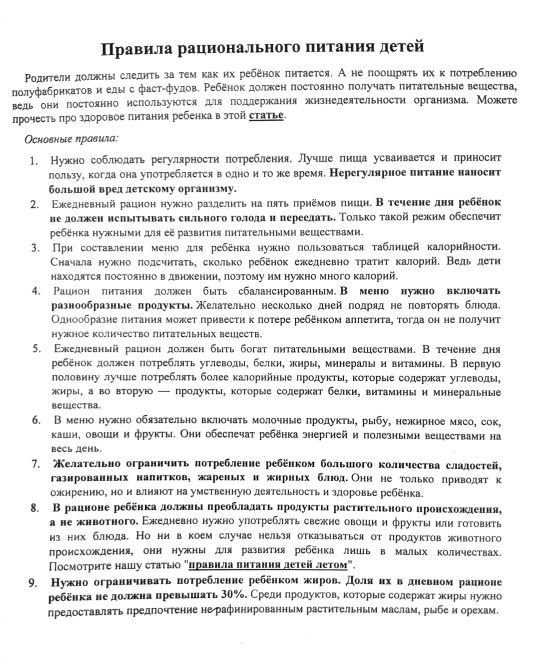 Правила рационального питания детей
Родители должны следить за тем как их ребёнок питается. А не поощрять их к потреблению
полуфабрикатов и еды с фаст-фудов. Ребёнок должен постоянно получать питательные вещества,
ведь они постоянно используются для поддержания жизнедеятельности организма. Можете
прочесть про здоровое питания ребенка в этой статье.
Основные правила:
1. Нужно соблюдать регулярности потребления. Лучше пища усваивается и приносит
пользу, когда она употребляется в одно и то же время. Нерегулярное питание наносит
большой вред детскому организму.
2. Ежедневный рацион нужно разделить на пять приёмов пищи. В течение дня ребёнок
не должен испытывать сильного голода и переедать. Только такой режим обеспечит
ребёнка нужными для её развития питательными веществами.
3. При составлении меню для ребёнка нужно пользоваться таблицей калорийности.
Сначала нужно подсчитать, сколько ребёнок ежедневно тратит калорий. Ведь дети
находятся постоянно в движении, поэтому им нужно много калорий.
4. Рацион питания должен быть сбалансированным. В меню нужно включать
разнообразные продукты. Желательно несколько дней подряд не повторять блюда.
Однообразие питания может привести к потере ребёнком аппетита, тогда он не получит
нужное количество питательных веществ.
5. Ежедневный рацион должен быть богат питательными веществами. В течение дня
ребёнок должен потреблять углеводы, белки, жиры, минералы и витамины. В первую
половину лучше потреблять более калорийные продукты, которые содержат углеводы,
жиры, а во вторую — продукты, которые содержат белки, витамины и минеральные
вещества.
6. В меню нужно обязательно включать молочные продукты, рыбу, нежирное мясо, сок,
каши, овощи и фрукты. Они обеспечат ребёнка энергией и полезными веществами на
весь день.
7. Желательно ограничить потребление ребёнком большого количества сладостей,
газированных напитков, жареных и жирных блюд. Они не только приводят к
ожирению, но и влияют на умственную деятельность и здоровье ребёнка.
8. В рационе ребёнка должны преобладать продукты растительного происхождения,
а не животного. Ежедневно нужно употреблять свежие овощи и фрукты или готовить
из них блюда. Но ни в коем случае нельзя отказываться от продуктов животного
происхождения, они нужны для развития ребёнка лишь в малых количествах.
Посмотрите нашу статью "правила питания детей летом".
9. Нужно ограничивать потребление ребёнком жиров. Доля их в дневном рационе
ребёнка не должна превышать 30%. Среди продуктов, которые содержат жиры нужно
предоставлять предпочтение нерафинированным растительным маслам, рыбе и орехам.